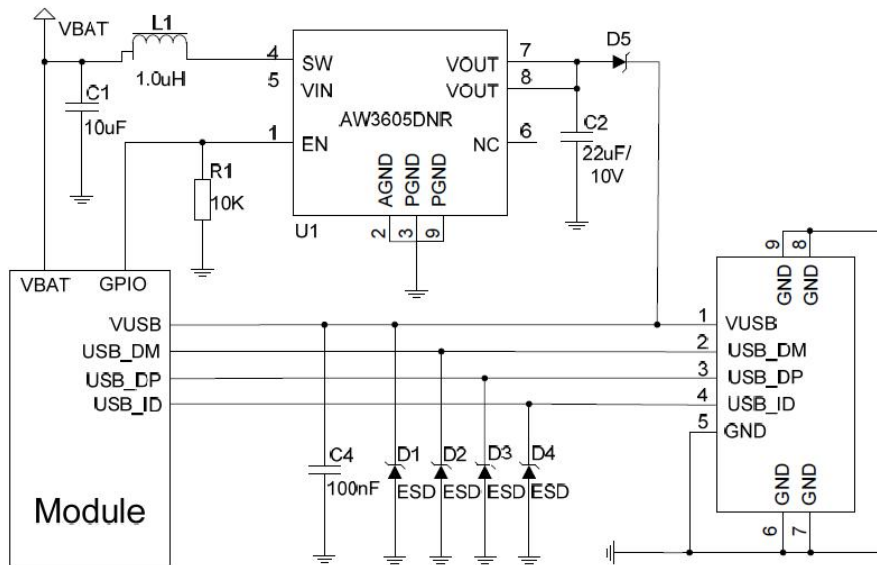 VBAT
L1
1.0uH
C1
10uF
4
5
1
SW
VIN
EN
AW3605DNR
VOUT
VOUT
NC
7
8
6
AGND
PGND
PGND
2
3
9
U1
D5
C2
22uF/
10V
R1
10K
VBAT
GPIO
VUSB
USB_DM
USB_DP
USB_ID
Module
C4
100nF
D1
ESD
D2
ESD
D3
ESD
D4
ESD
9
8
GND
GND
1
2
3
4
5
VUSB
USB_DM
USB_DP
USB_ID
GND
GND
GND
6
7